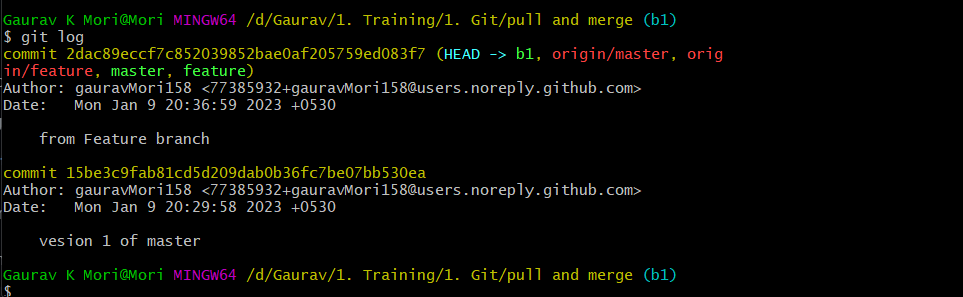 Gaurav K Mori@Mori MINGW64 /d/Gaurav/1. Training/1. Git/pull and merge (b1)
$ git log
commit 2dac89eccf7c852039852bae0af205759ed083f7 (HEAD -> b1, origin/master, orig
in/feature, master, feature)
Author: gauravMori158 <77385932+gauravMori158@users.noreply.github.com>
Date:   Mon Jan 9 20:36:59 2023 +0530

    from Feature branch

commit 15be3c9fab81cd5d209dab0b36fc7be07bb530ea
Author: gauravMori158 <77385932+gauravMori158@users.noreply.github.com>
Date:   Mon Jan 9 20:29:58 2023 +0530

    vesion 1 of master

Gaurav K Mori@Mori MINGW64 /d/Gaurav/1. Training/1. Git/pull and merge (b1)
$